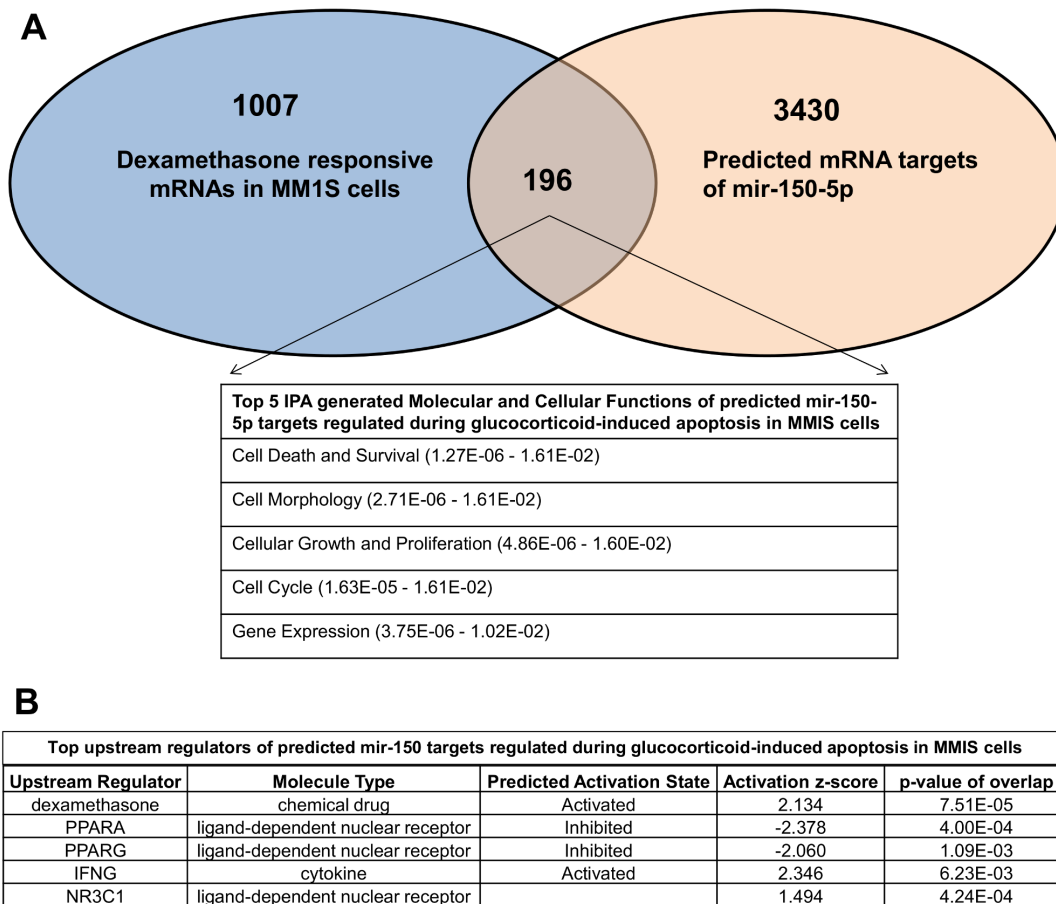 A
1007
Dexamethasone responsive
mRNAs in MM1S cells
196
3430
Predicted mRNA targets
of mir-150-5p
Top 5 IPA generated Molecular and Cellular Functions of predicted mir-150-
5p targets regulated during glucocorticoid-induced apoptosis in MMIS cells
Cell Death and Survival (1.27E-06 - 1.61E-02)
Cell Morphology (2.71E-06 - 1.61E-02)
Cellular Growth and Proliferation (4.86E-06 - 1.60E-02)
Cell Cycle (1.63E-05 - 1.61E-02)
Gene Expression (3.75E-06 - 1.02E-02)
B
Top upstream regulators of predicted mir-150 targets regulated during glucocorticoid-induced apoptosis in MMIS cells
Upstream Regulator Molecule Type Predicted Activation State Activation z-score p-value of overlap
dexamethasone chemical drug Activated 2.134 7.51E-05
PPARA ligand-dependent nuclear receptor Inhibited -2.378 4.00E-04
PPARG ligand-dependent nuclear receptor Inhibited -2.060 1.09E-03
IFNG cytokine Activated 2.346 6.23E-03
NR3C1 ligand-dependent nuclear receptor 1.494 4.24E-04